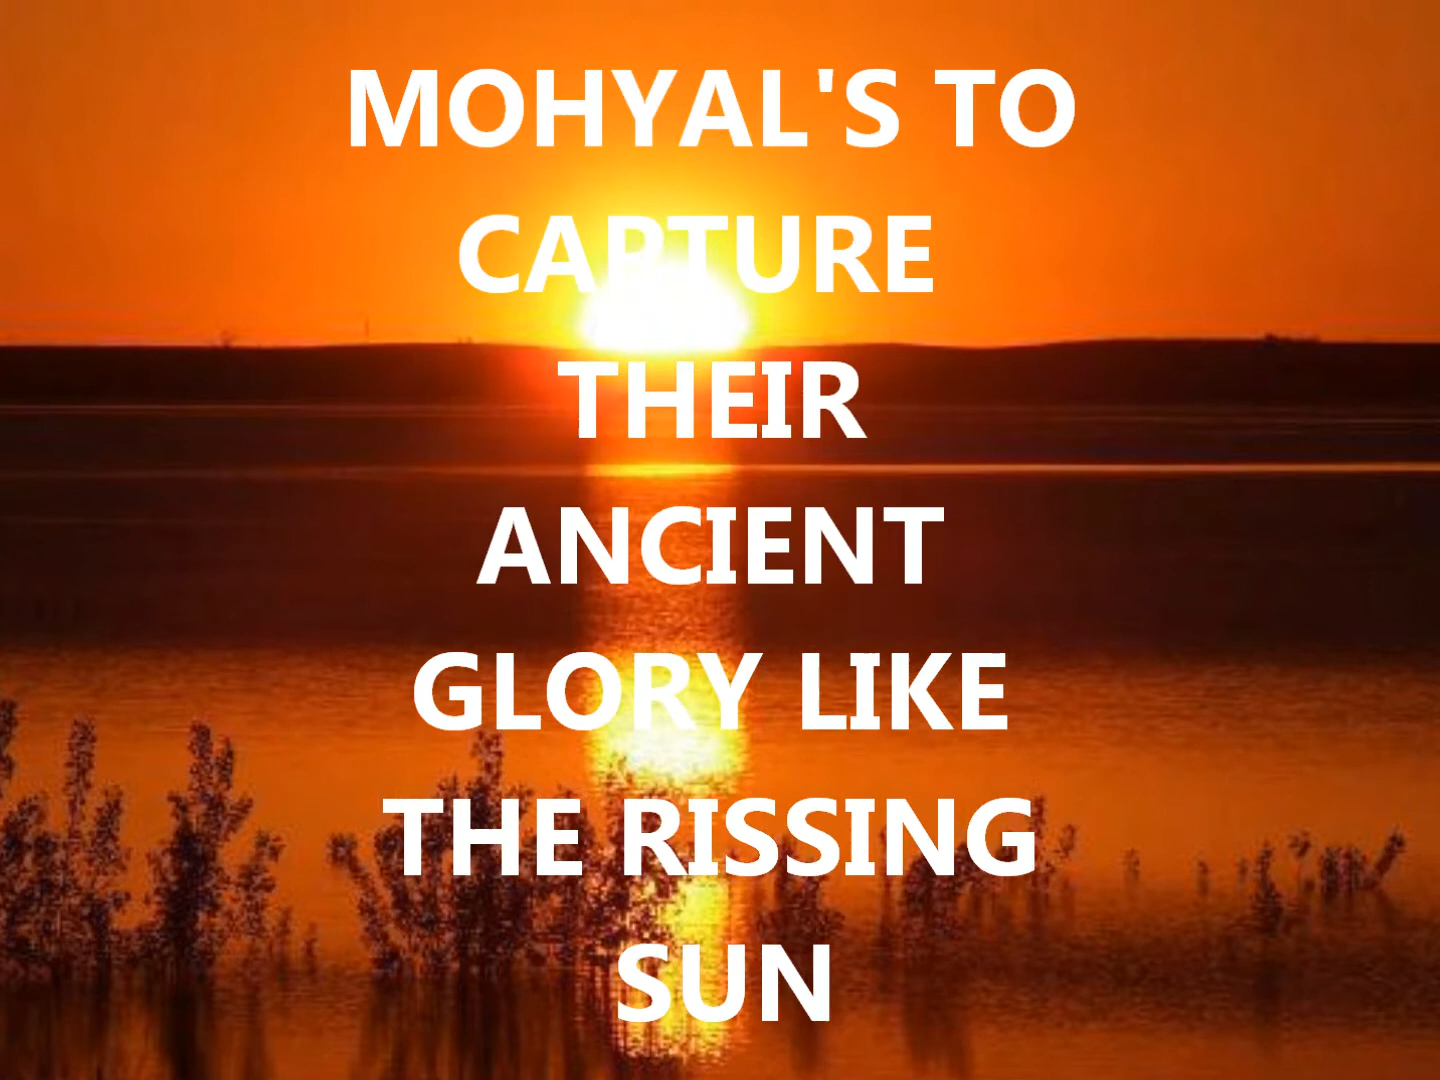 MOHYAL'S TO
CAPTURE
THEIR
ANCIENT
GLORY LIKE
THE RISSING
SUN